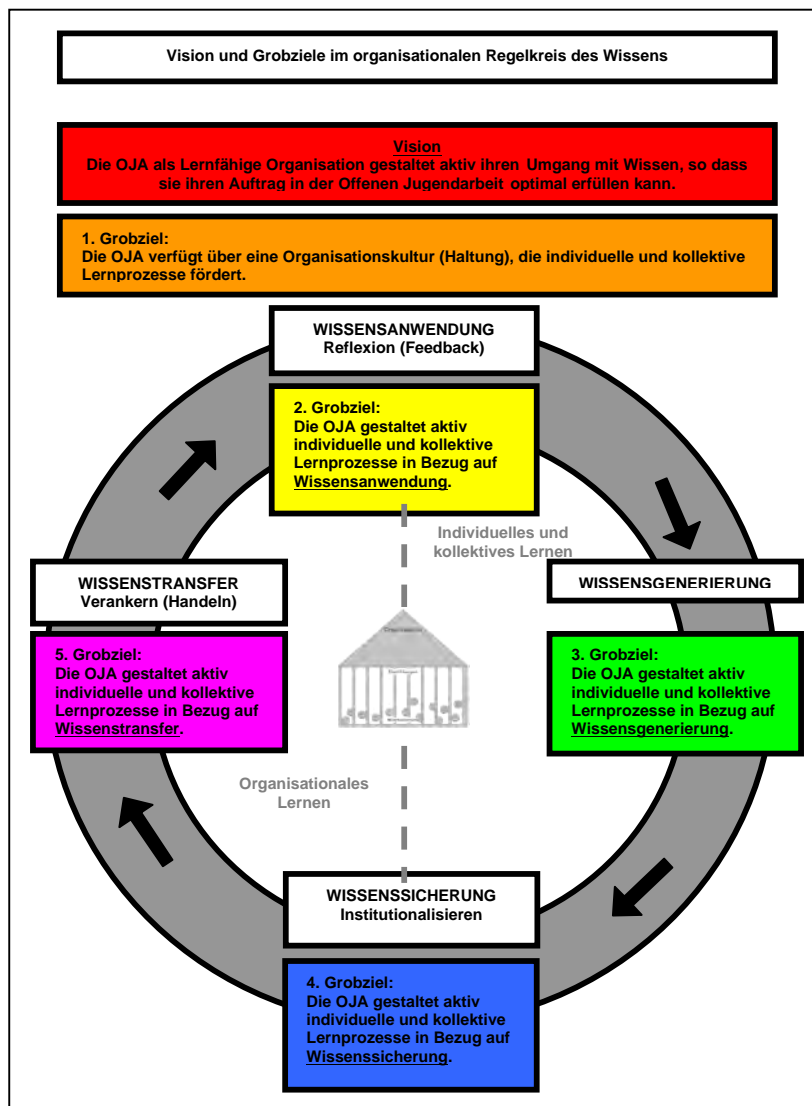 Vision und Grobziele im organisationalen Regelkreis des Wissens
Vision
Die OJA als Lernfähige Organisation gestaltet aktiv ihren Umgang mit Wissen, so dass
sie ihren Auftrag in der Offenen Jugendarbeit optimal erfüllen kann.
1. Grobziel:
Die OJA verfügt über eine Organisationskultur (Haltung), die individuelle und kollektive
Lernprozesse fördert.
WISSENSANWENDUNG
Reflexion (Feedback)
2. Grobziel:
Die OJA gestaltet aktiv
individuelle und kollektive
Lernprozesse in Bezug auf
Wissensanwendung.
Individuelles und
kollektives Lernen
WISSENSTRANSFER
Verankern (Handeln)
WISSENSGENERIERUNG
5. Grobziel:
Die OJA gestaltet aktiv
individuelle und kollektive
Lernprozesse in Bezug auf
Wissenstransfer.
3. Grobziel:
Die OJA gestaltet aktiv
individuelle und kollektive
Lernprozesse in Bezug auf
Wissensgenerierung.
Organisationales
Lernen
WISSENSSICHERUNG
Institutionalisieren
4. Grobziel:
Die OJA gestaltet aktiv
individuelle und kollektive
Lernprozesse in Bezug auf
Wissenssicherung.